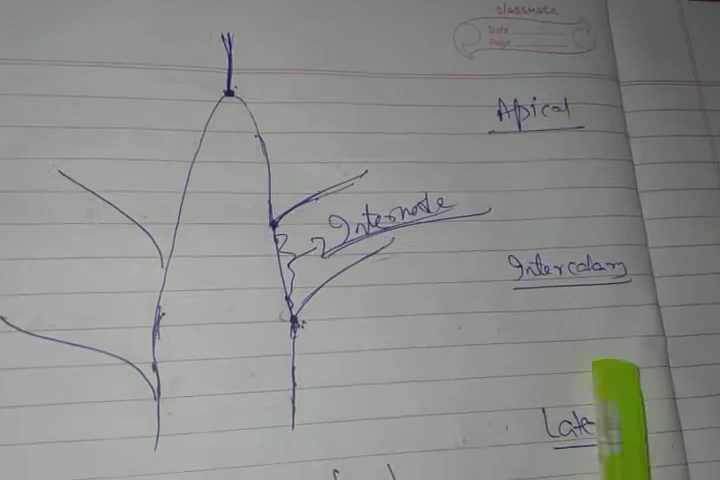 classmate
Date
Page
Apical
Internode
Intercalary
Late